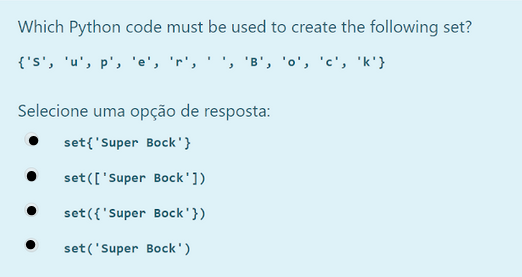 Which Python code must be used to create the following set?
{'S', 'u', p', 'e', 'r', ' ', 'B', 'o', 'c', 'k'}
Selecione uma opção de resposta:
set{'Super Bock'}
set(['Super Bock'])
set({'Super Bock'})
set('Super Bock')